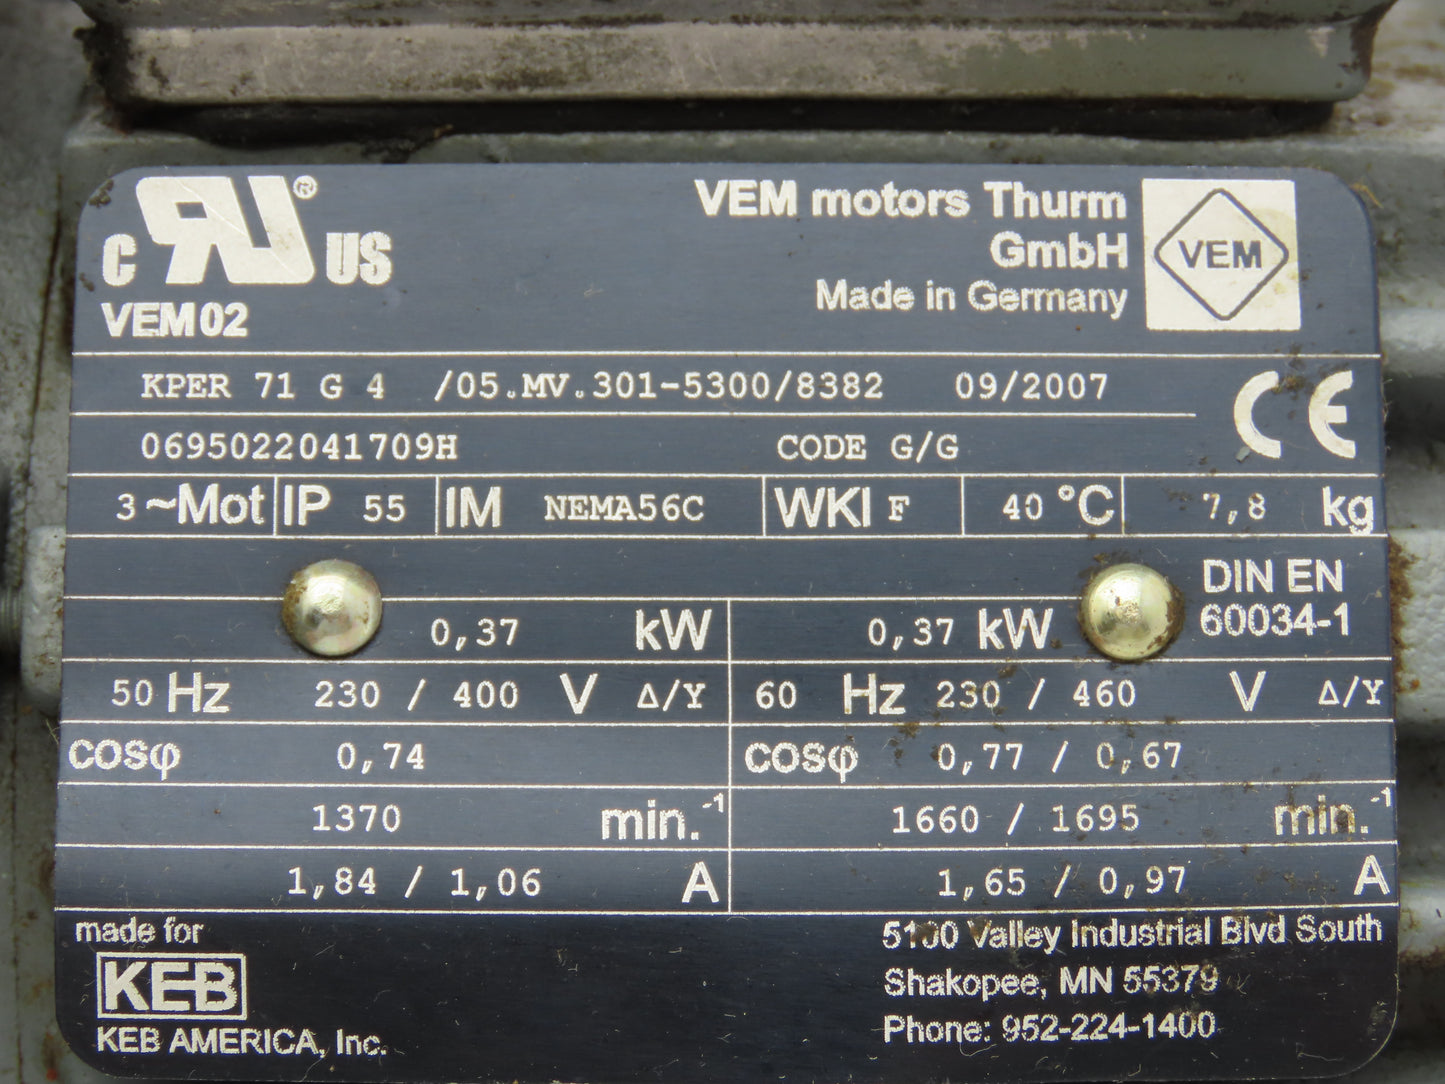 c RU ® US
VEM02
VEM motors Thurm
GmbH
Made in Germany
VEM
KPER 71 G 4 /05.MV.301-5300/8382 09/2007
CE
0695022041709H CODE G/G
3 ~Mot IP 55 IM NEMA56C WKI F 40 °C 7,8 kg
DIN EN
60034-1
0,37 kW 0,37 kW
50 Hz 230 / 400 V Δ/Y 60 Hz 230 / 460 V Δ/Y
cosφ 0,74 cosφ 0,77 / 0,67
1370 min.-1 1660 / 1695 min.-1
1,84 / 1,06 A 1,65 / 0,97 A
made for
KEB
KEB AMERICA, Inc.
5100 Valley Industrial Blvd South
Shakopee, MN 55379
Phone: 952-224-1400